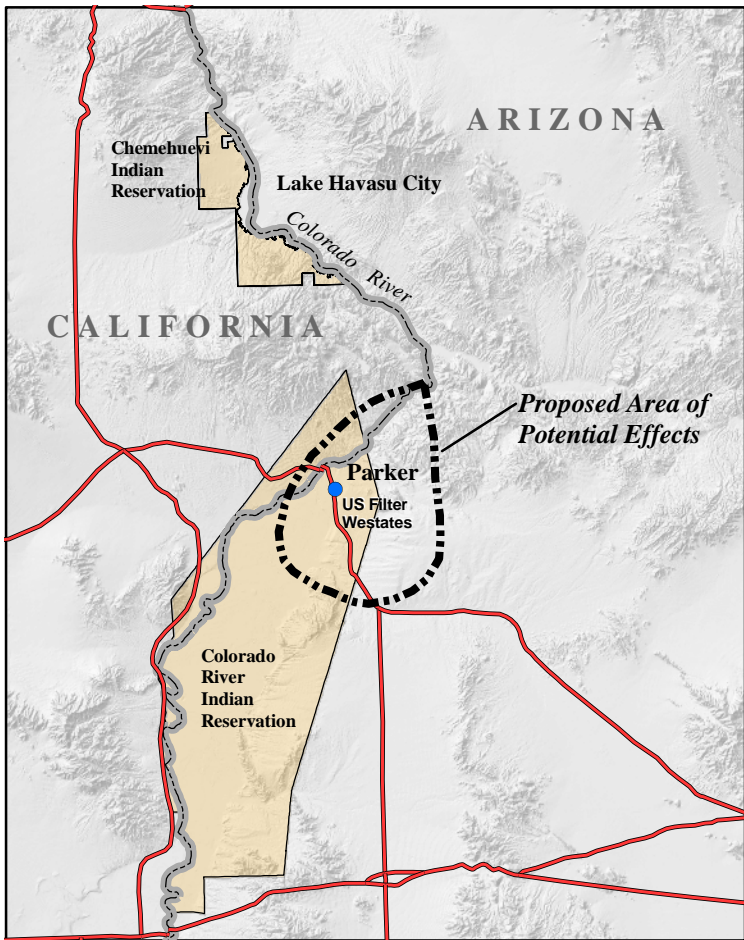 ARIZONA
Chemehuevi
Indian
Reservation
Lake Havasu City
Colorado River
CALIFORNIA
Proposed Area of
Potential Effects
Parker
US Filter
Westates
Colorado
River
Indian
Reservation